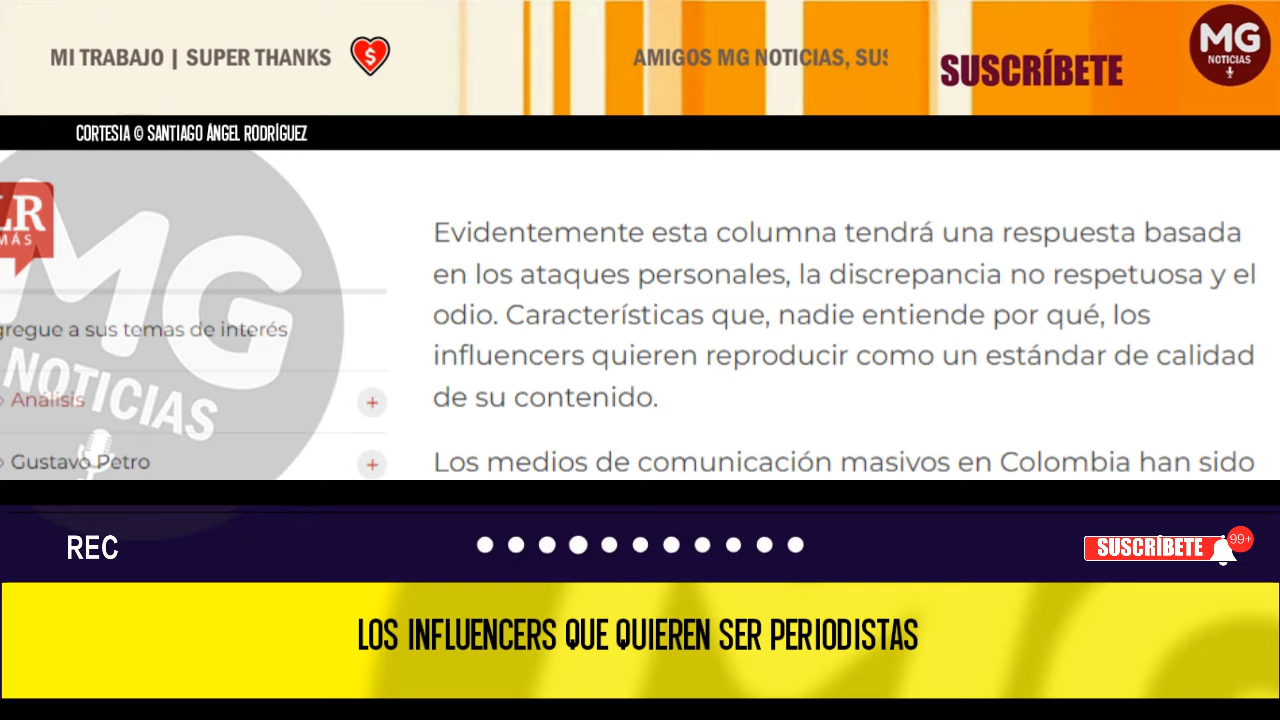 MI TRABAJO | SUPER THANKS
AMIGOS MG NOTICIAS, SUS
SUSCRÍBETE
MG
NOTICIAS
CORTESIA © SANTIAGO ÁNGEL RODRÍGUEZ
LR
MÁS
MG
NOTICIAS
gregue a sus temas de interés
Análisis
+
Gustavo Petro
+
Evidentemente esta columna tendrá una respuesta basada
en los ataques personales, la discrepancia no respetuosa y el
odio. Características que, nadie entiende por qué, los
influencers quieren reproducir como un estándar de calidad
de su contenido.
Los medios de comunicación masivos en Colombia han sido
REC
SUSCRÍBETE
99+
LOS INFLUENCERS QUE QUIEREN SER PERIODISTAS